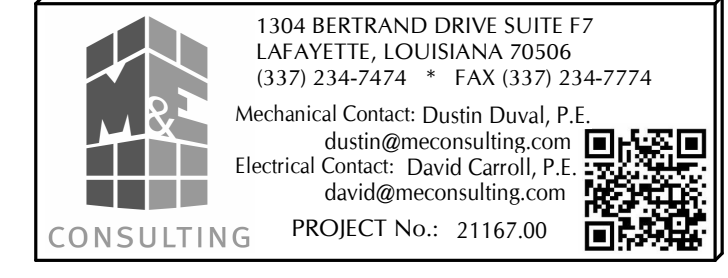 M&E
CONSULTING
1304 BERTRAND DRIVE SUITE F7
LAFAYETTE, LOUISIANA 70506
(337) 234-7474 * FAX (337) 234-7774
Mechanical Contact: Dustin Duval, P.E.
dustin@meconsulting.com
Electrical Contact: David Carroll, P.E.
david@meconsulting.com
PROJECT No.: 21167.00